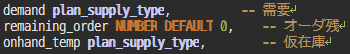 demand plan_supply_type,          -- 需要
remaining_order NUMBER DEFAULT 0,    -- オーダ残
onhand_temp plan_supply_type,     -- 仮在庫